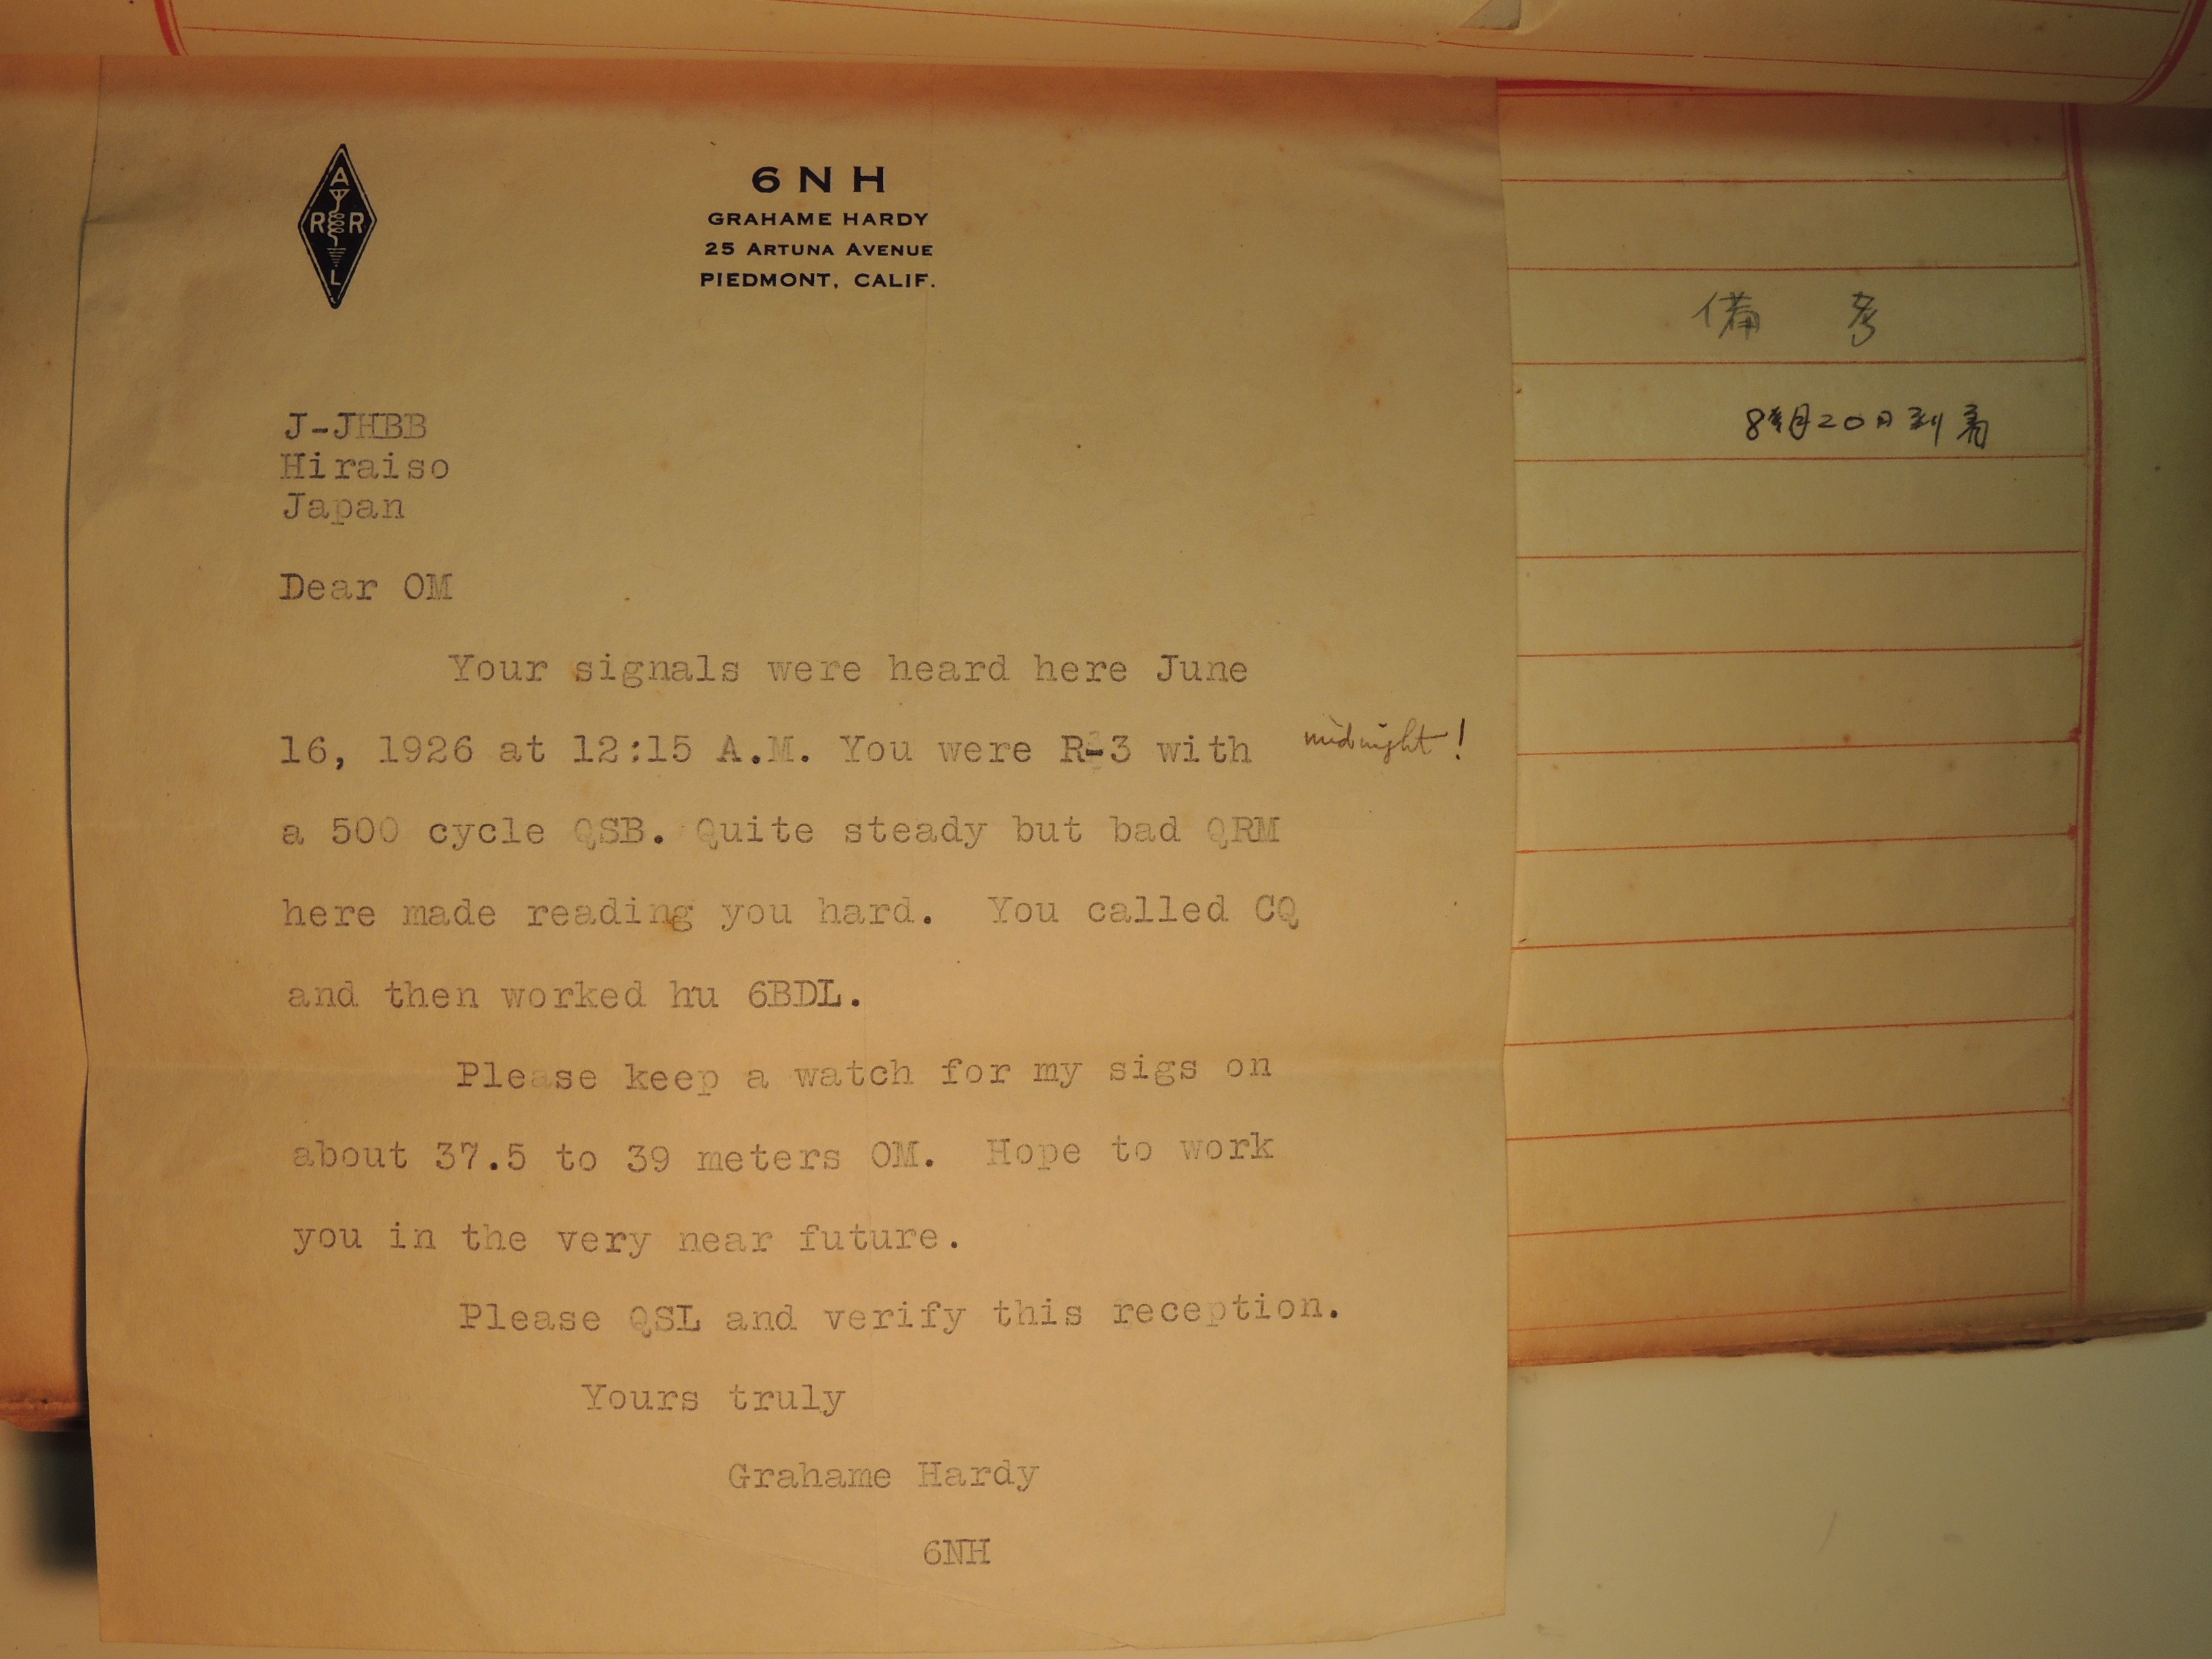 A
R R
L
6NH
GRAHAME HARDY
25 ARTUNA AVENUE
PIEDMONT, CALIF.
J-JHBB
Hiraiso
Japan
Dear OM
Your signals were heard here June
16, 1926 at 12:15 A.M. You were R-3 with midnight!
a 500 cycle QSB. Quite steady but bad QRM
here made reading you hard. You called CQ
and then worked hu 6BDL.
Please keep a watch for my sigs on
about 37.5 to 39 meters OM. Hope to work
you in the very near future.
Please QSL and verify this reception.
Yours truly
Grahame Hardy
6NH
備考
8月20日到着